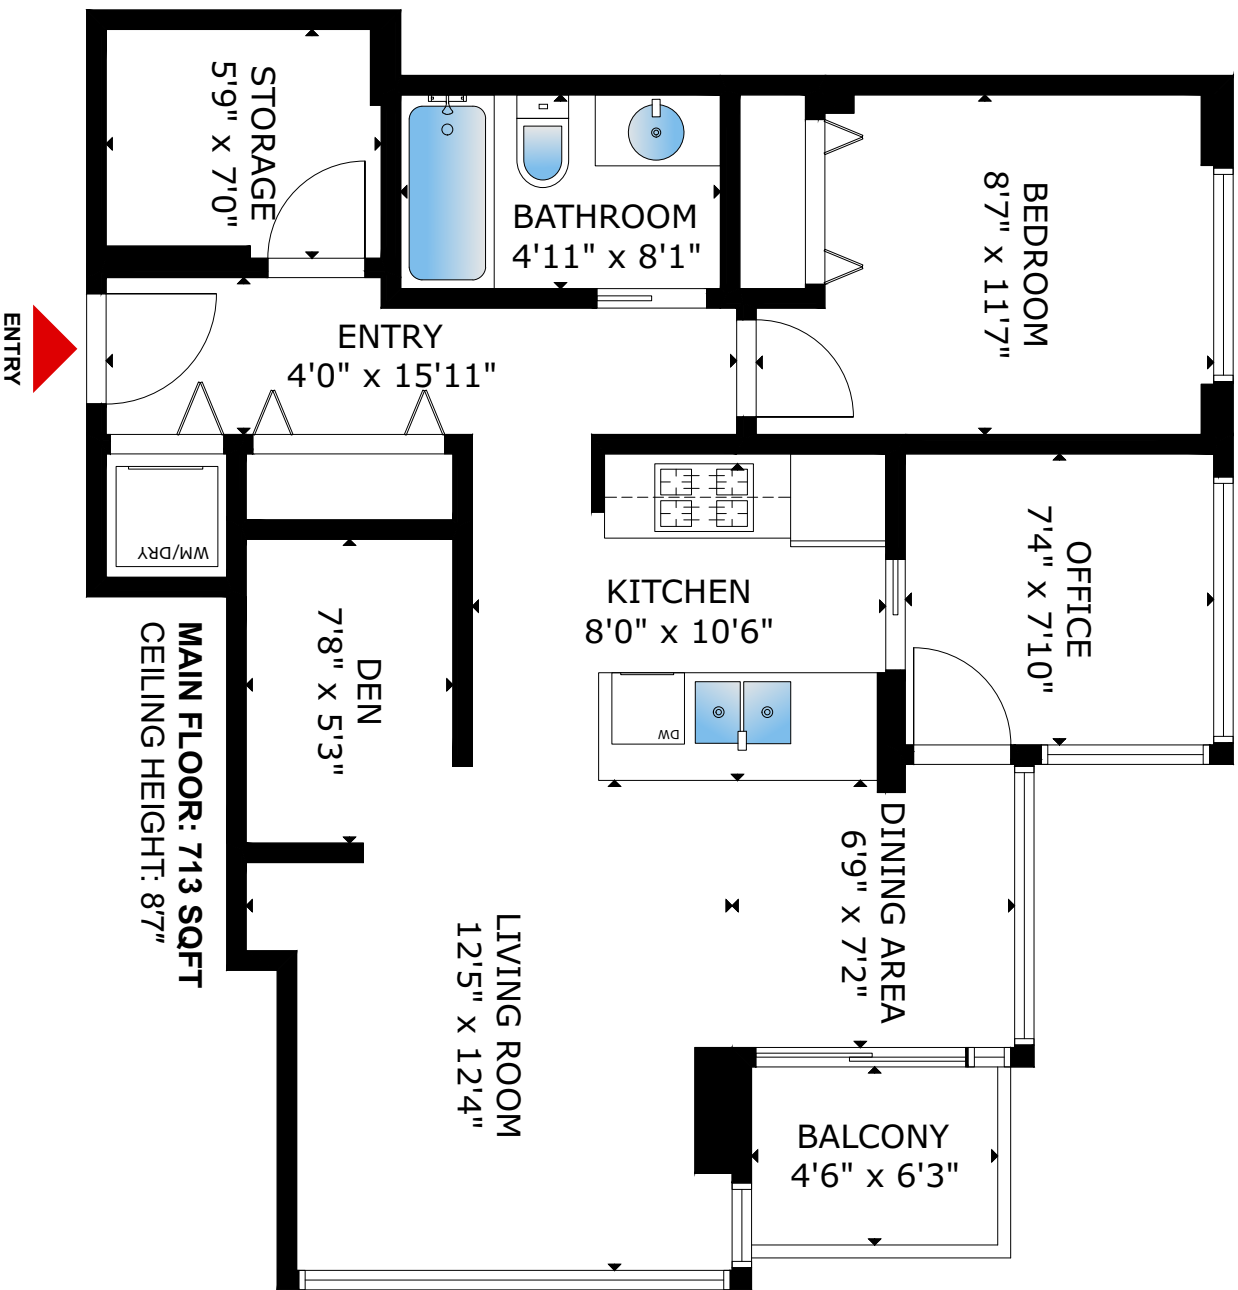 STORAGE
5'9" x 7'0"
BATHROOM
4'11" x 8'1"
BEDROOM
8'7" x 11'7"
ENTRY
ENTRY
4'0" x 15'11"
WM/DRY
KITCHEN
8'0" x 10'6"
OFFICE
7'4" x 7'10"
DEN
7'8" x 5'3"
DW
MAIN FLOOR: 713 SQFT
CEILING HEIGHT: 8'7"
DINING AREA
6'9" x 7'2"
LIVING ROOM
12'5" x 12'4"
BALCONY
4'6" x 6'3"